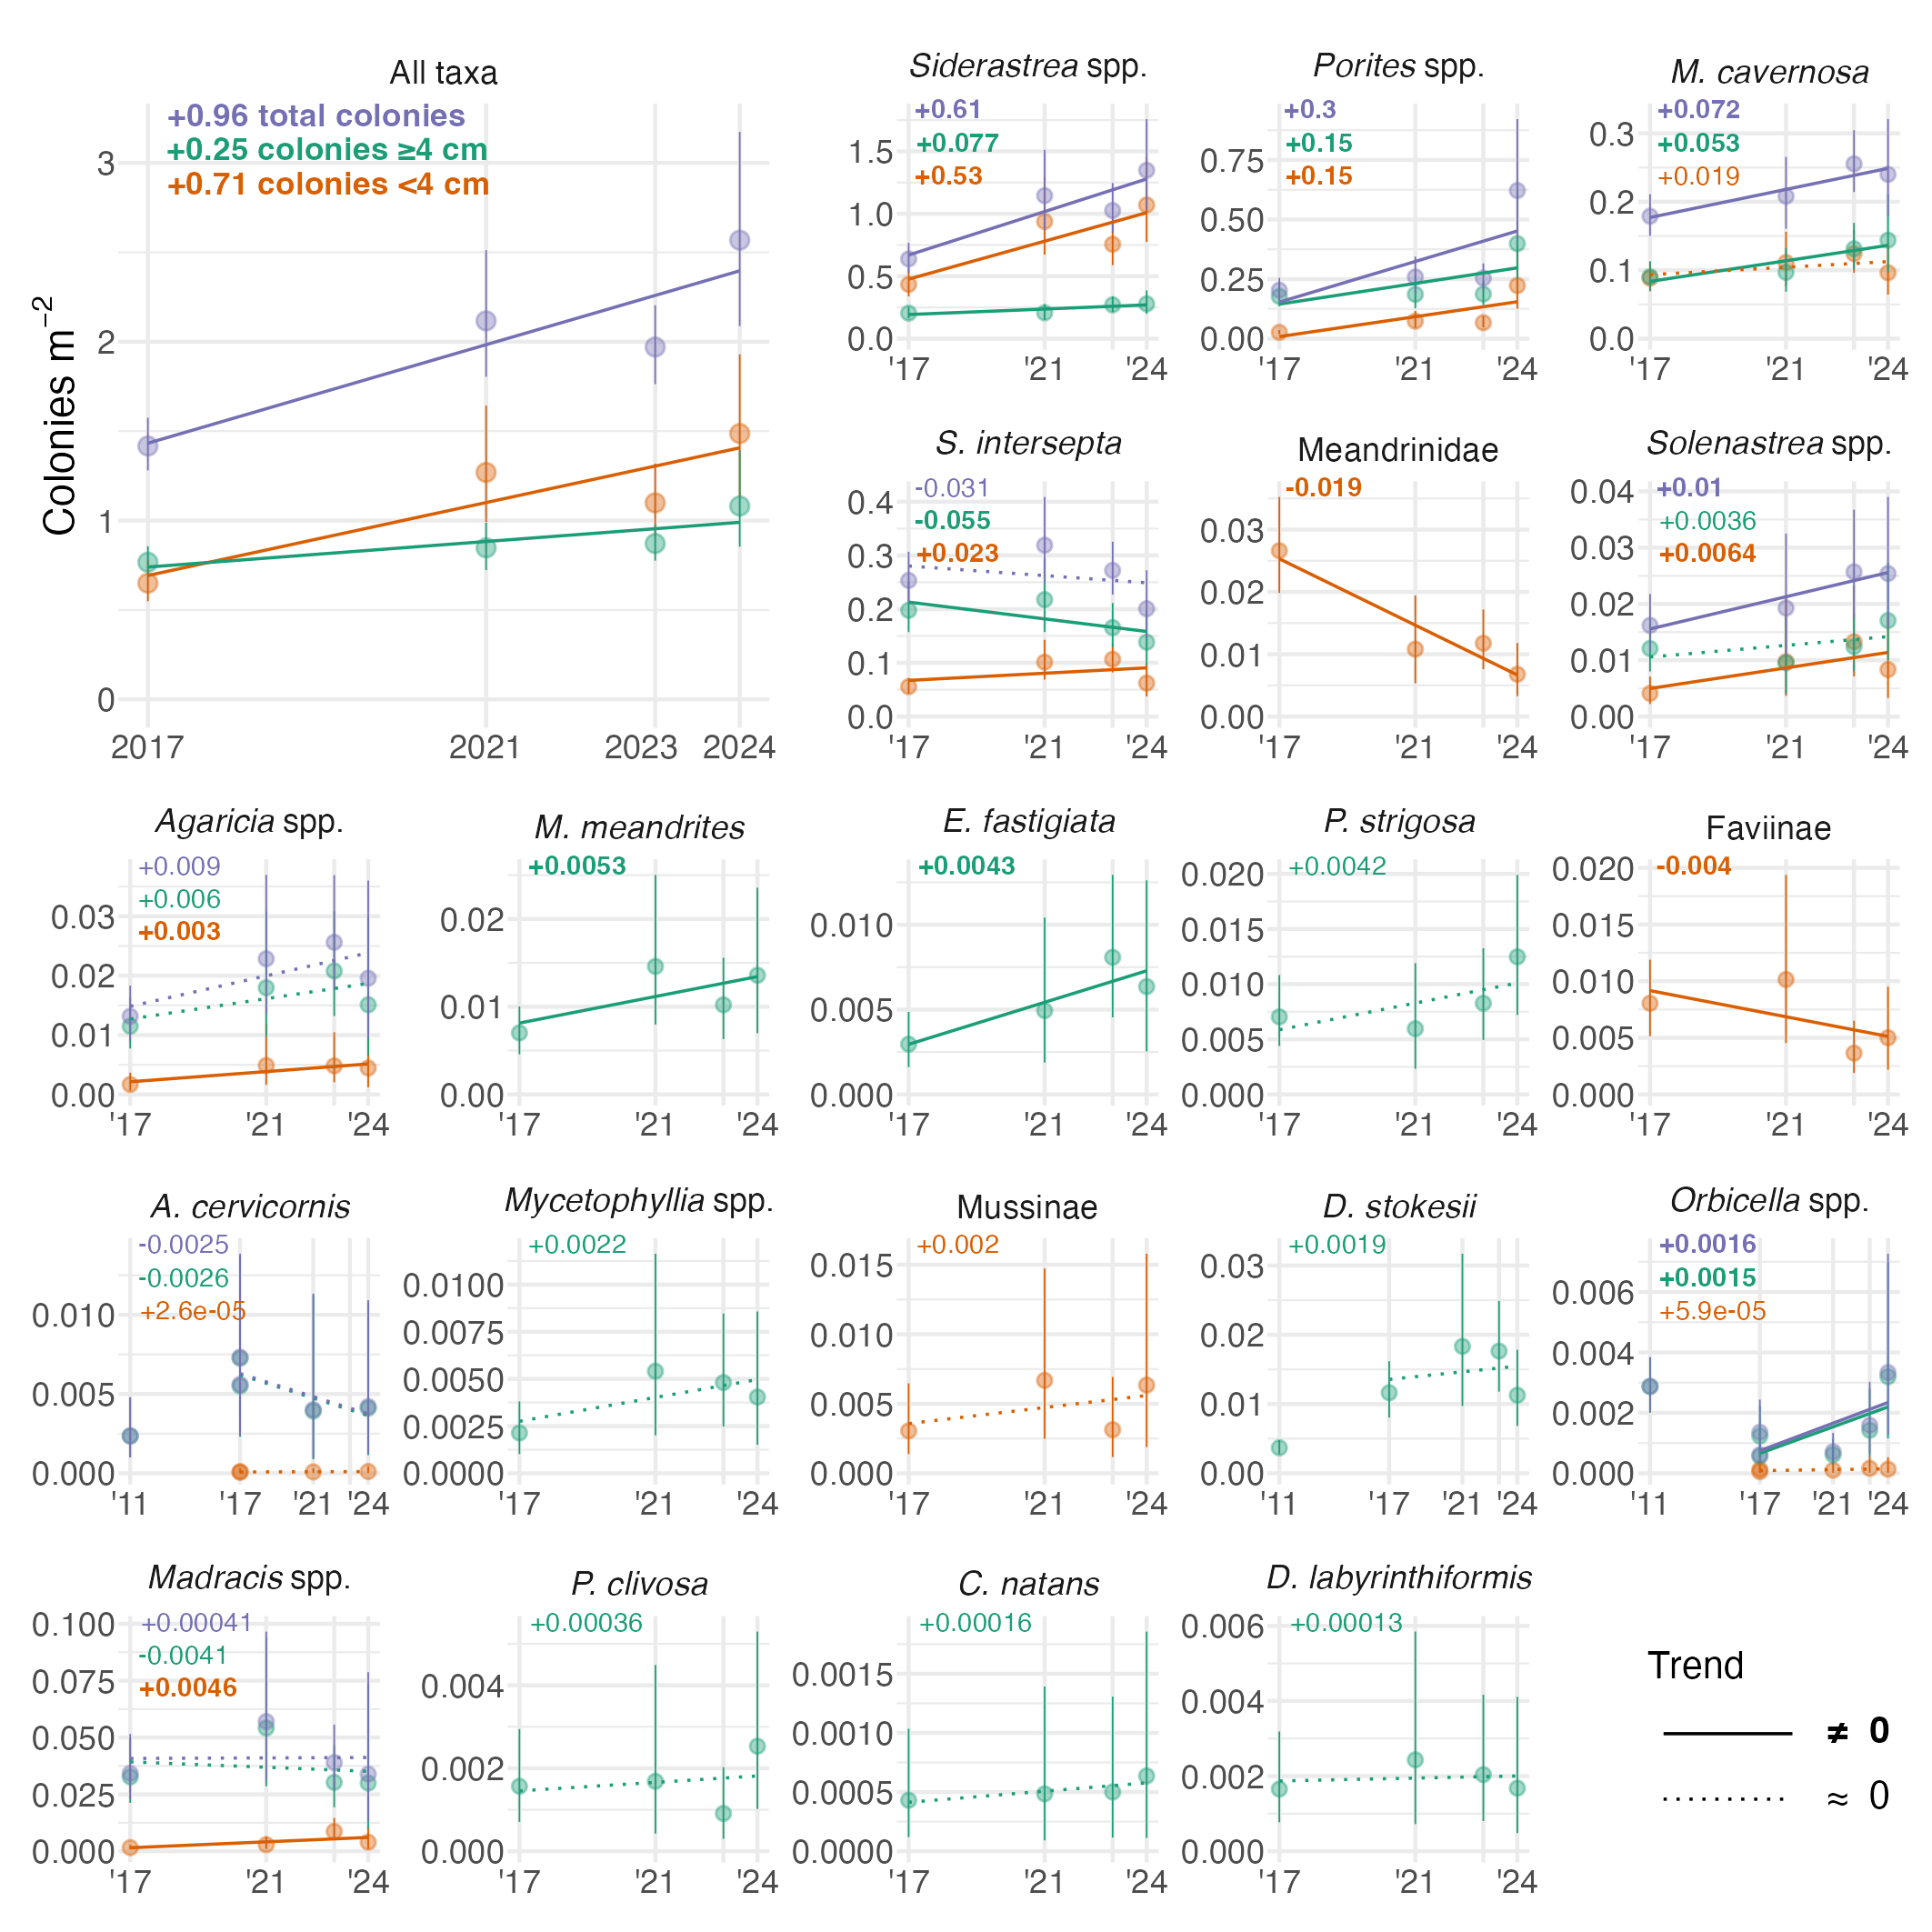 All taxa
+0.96 total colonies
+0.25 colonies ≥4 cm
+0.71 colonies <4 cm
Colonies m⁻²
3
2
1
0
2017 2021 2023 2024
Siderastrea spp.
+0.61
+0.077
+0.53
1.5
1.0
0.5
0.0
'17 '21 '24
Porites spp.
+0.3
+0.15
+0.15
0.75
0.50
0.25
0.00
'17 '21 '24
M. cavernosa
+0.072
+0.053
+0.019
0.3
0.2
0.1
0.0
'17 '21 '24
S. intersepta
-0.031
-0.055
+0.023
0.4
0.3
0.2
0.1
0.0
'17 '21 '24
Meandrinidae
-0.019
0.03
0.02
0.01
0.00
'17 '21 '24
Solenastrea spp.
+0.01
+0.0036
+0.0064
0.04
0.03
0.02
0.01
0.00
'17 '21 '24
Agaricia spp.
+0.009
+0.006
+0.003
0.03
0.02
0.01
0.00
'17 '21 '24
M. meandrites
+0.0053
0.02
0.01
0.00
'17 '21 '24
E. fastigiata
+0.0043
0.010
0.005
0.000
'17 '21 '24
P. strigosa
+0.0042
0.020
0.015
0.010
0.005
0.000
'17 '21 '24
Faviinae
-0.004
0.020
0.015
0.010
0.005
0.000
'17 '21 '24
A. cervicornis
-0.0025
-0.0026
+2.6e-05
0.010
0.005
0.000
'11 '17 '21 '24
Mycetophyllia spp.
+0.0022
0.0100
0.0075
0.0050
0.0025
0.0000
'17 '21 '24
Mussinae
+0.002
0.015
0.010
0.005
0.000
'17 '21 '24
D. stokesii
+0.0019
0.03
0.02
0.01
0.00
'11 '17 '21 '24
Orbicella spp.
+0.0016
+0.0015
+5.9e-05
0.006
0.004
0.002
0.000
'11 '17 '21 '24
Madracis spp.
+0.00041
-0.0041
+0.0046
0.100
0.075
0.050
0.025
0.000
'17 '21 '24
P. clivosa
+0.00036
0.004
0.002
0.000
'17 '21 '24
C. natans
+0.00016
0.0015
0.0010
0.0005
0.0000
'17 '21 '24
D. labyrinthiformis
+0.00013
0.006
0.004
0.002
0.000
'17 '21 '24
Trend
≠ 0
≈ 0